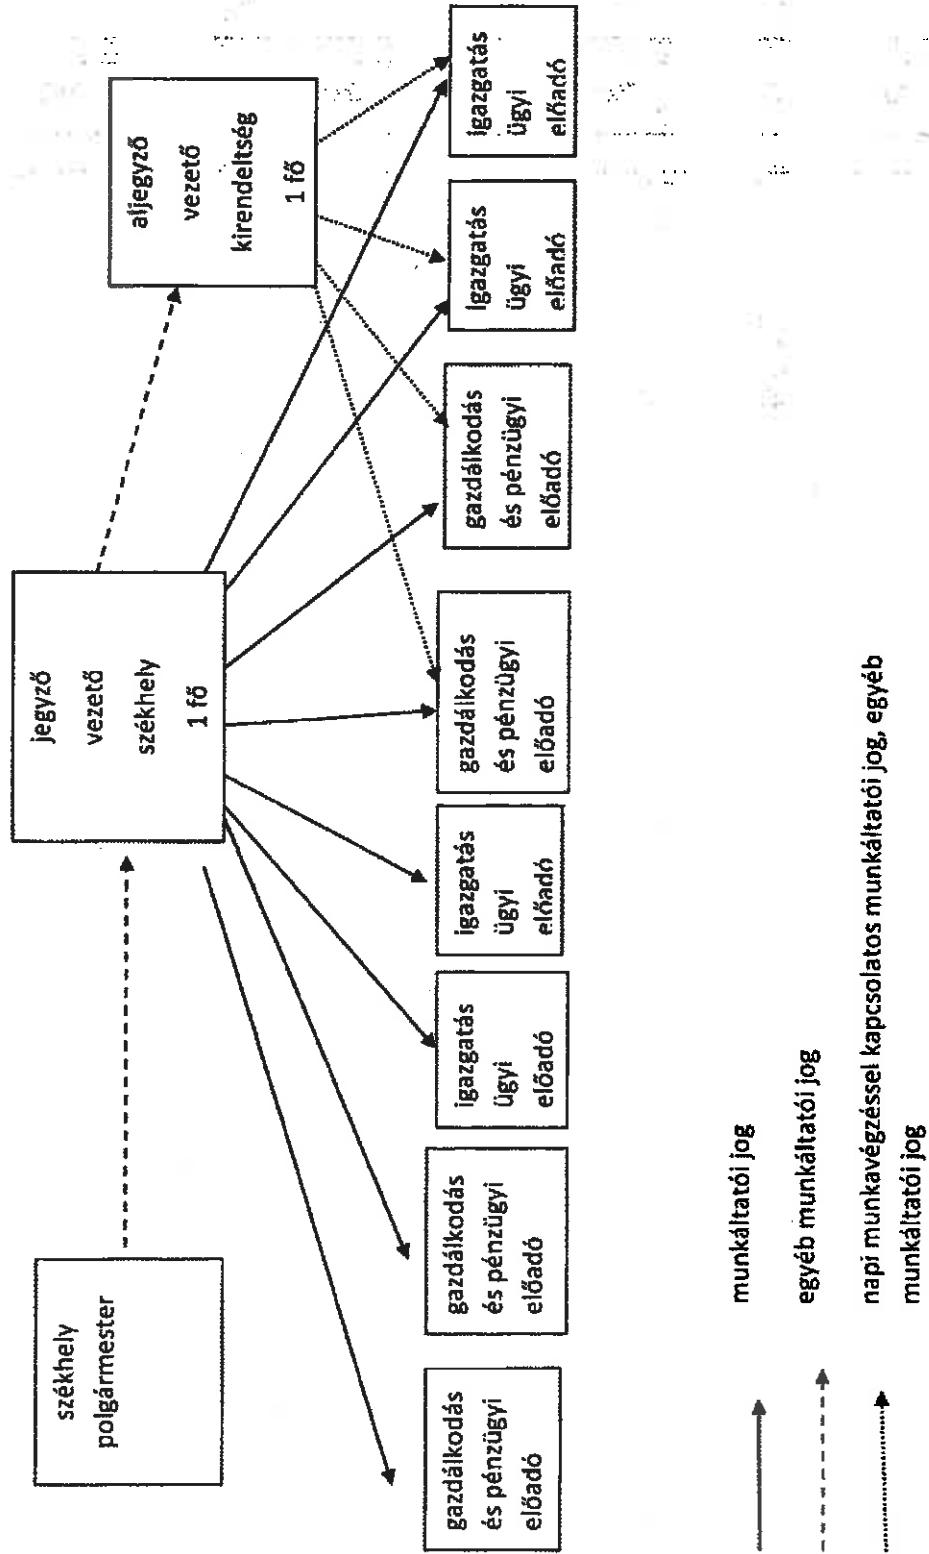 székhely
polgármester
jegyző
vezető
székhely
1 fő
aljegyző
vezető
kirendeltség
1 fő
gazdálkodás
és pénzügyi
előadó
gazdálkodás
és pénzügyi
előadó
igazgatás
ügyi
előadó
igazgatás
ügyi
előadó
gazdálkodás
és pénzügyi
előadó
gazdálkodás
és pénzügyi
előadó
Igazgatás
ügyi
előadó
Igazgatás
ügyi
előadó
munkáltatói jog
egyéb munkáltatói jog
napi munkavégzéssel kapcsolatos munkáltatói jog, egyéb
munkáltatói jog